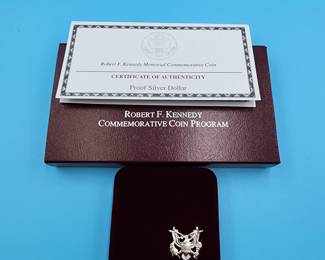 Robert F. Kennedy Memorial Commemorative Coin
CERTIFICATE OF AUTHENTICITY
Proof Silver Dollar
ROBERT F. KENNEDY
COMMEMORATIVE COIN PROGRAM